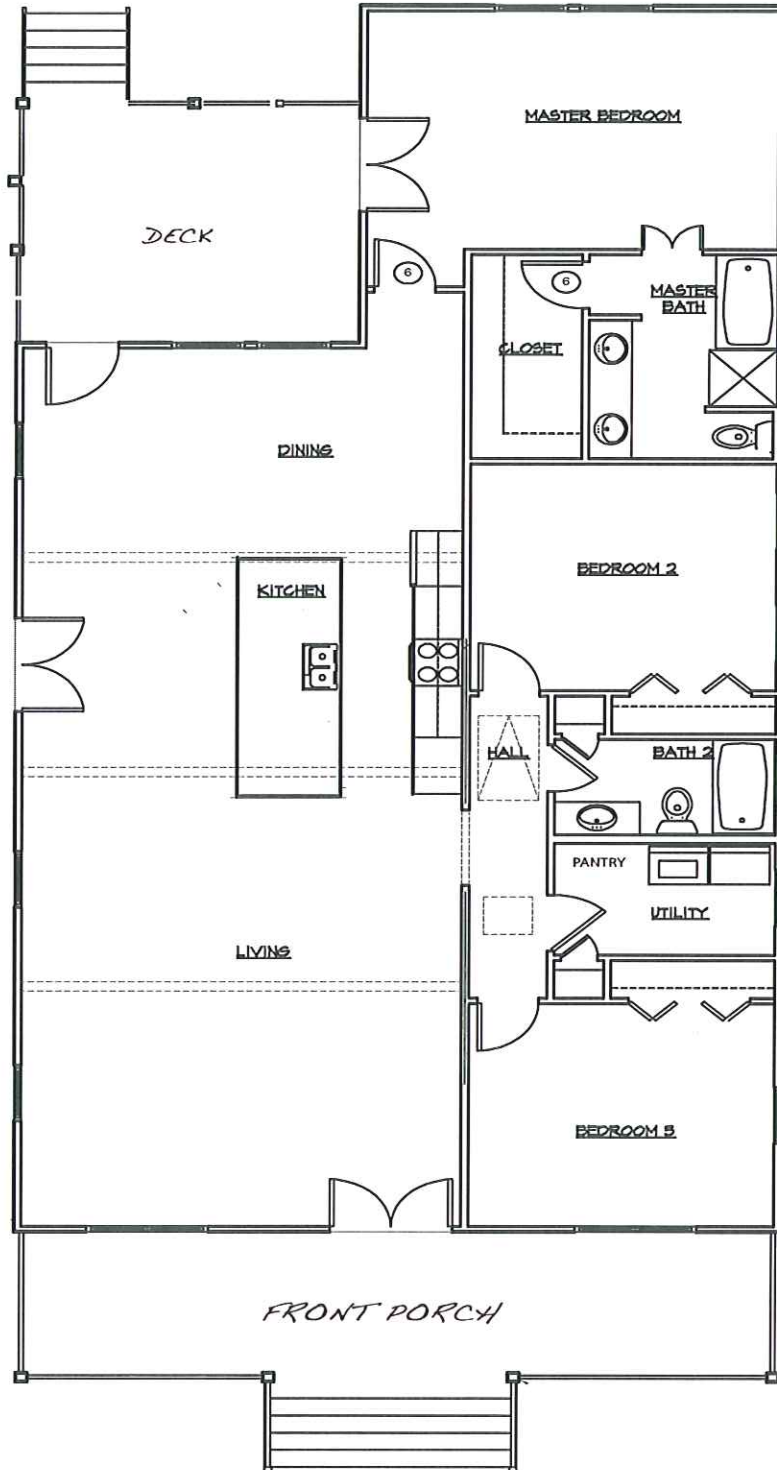 MASTER BEDROOM
DECK
6
6
MASTER
BATH
CLOSET
DINING
BEDROOM 2
KITCHEN
HALL
BATH 2
PANTRY
UTILITY
LIVING
BEDROOM 3
FRONT PORCH